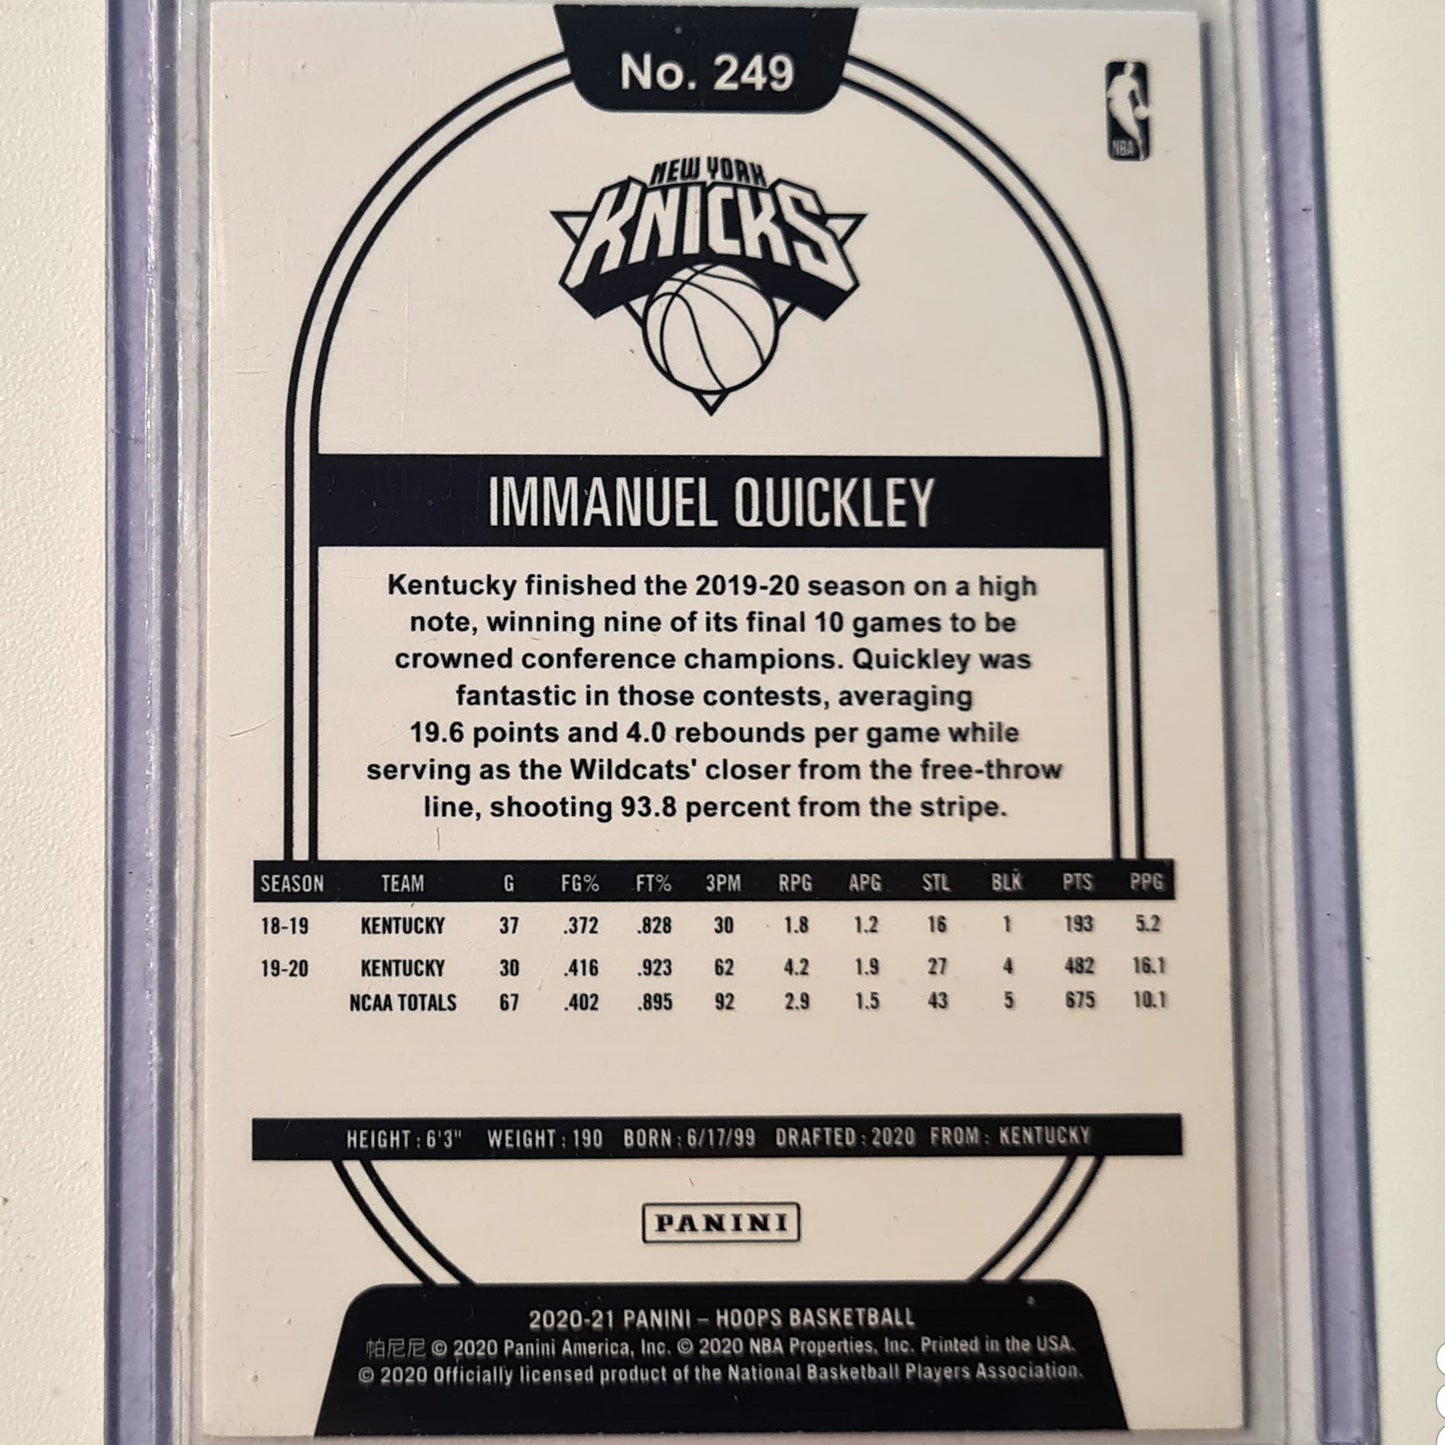 No. 249
NBA
NEW YORK
KNICKS
IMMANUEL QUICKLEY
Kentucky finished the 2019-20 season on a high
note, winning nine of its final 10 games to be
crowned conference champions. Quickley was
fantastic in those contests, averaging
19.6 points and 4.0 rebounds per game while
serving as the Wildcats' closer from the free-throw
line, shooting 93.8 percent from the stripe.
SEASON TEAM G FG% FT% 3PM RPG APG STL BLK PTS PPG
18-19 KENTUCKY 37 .372 .828 30 1.8 1.2 16 1 193 5.2
19-20 KENTUCKY 30 .416 .923 62 4.2 1.9 27 4 482 16.1
NCAA TOTALS 67 .402 .895 92 2.9 1.5 43 5 675 10.1
HEIGHT: 6'3" WEIGHT: 190 BORN: 6/17/99 DRAFTED: 2020 FROM: KENTUCKY
PANINI
2020-21 PANINI – HOOPS BASKETBALL
帕尼尼 © 2020 Panini America, Inc. © 2020 NBA Properties, Inc. Printed in the USA.
© 2020 Officially licensed product of the National Basketball Players Association.